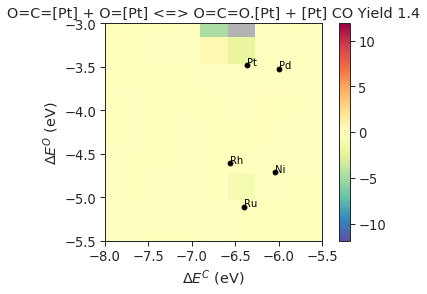 O=C=[Pt] + O=[Pt] <=> O=C=O.[Pt] + [Pt] CO Yield 1.4
−3.0
−3.5
−4.0
−4.5
−5.0
−5.5
ΔE^O (eV)
Pt
Pd
Rh
Ni
Ru
−8.0 −7.5 −7.0 −6.5 −6.0 −5.5
ΔE^C (eV)
10
5
0
−5
−10